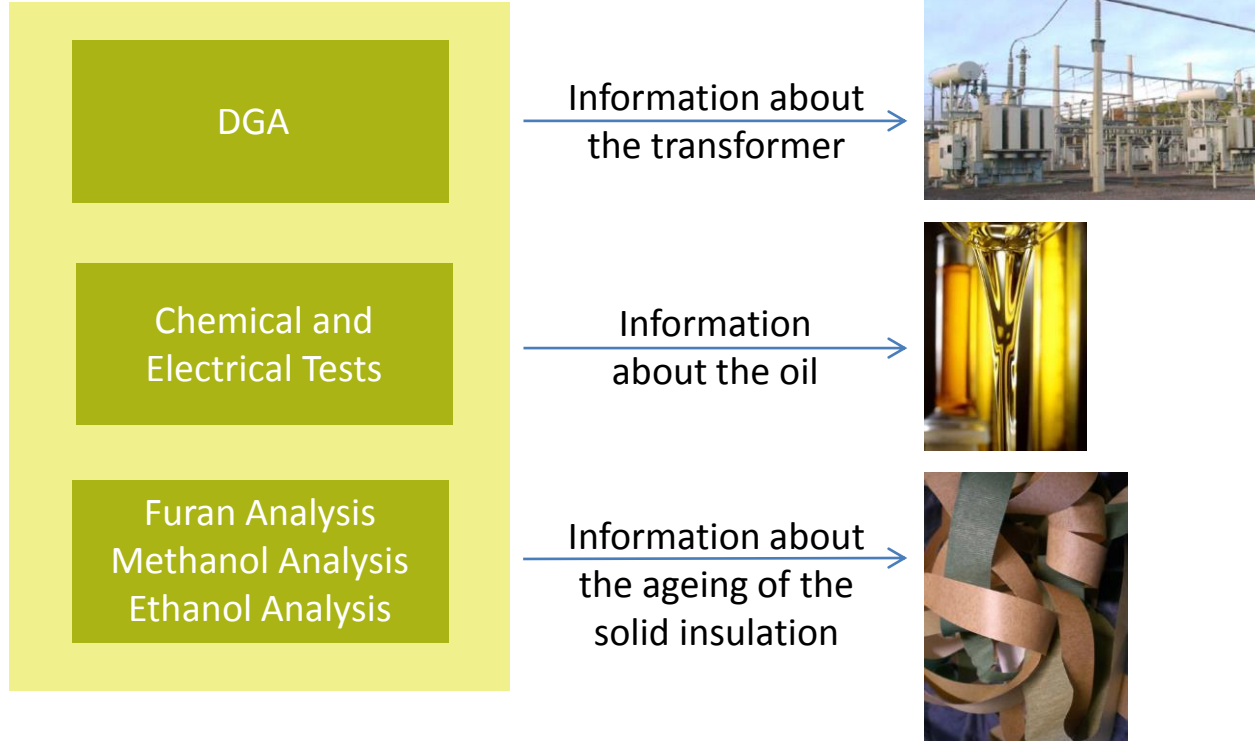 DGA
Information about
the transformer
Chemical and
Electrical Tests
Information
about the oil
Furan Analysis
Methanol Analysis
Ethanol Analysis
Information about
the ageing of the
solid insulation